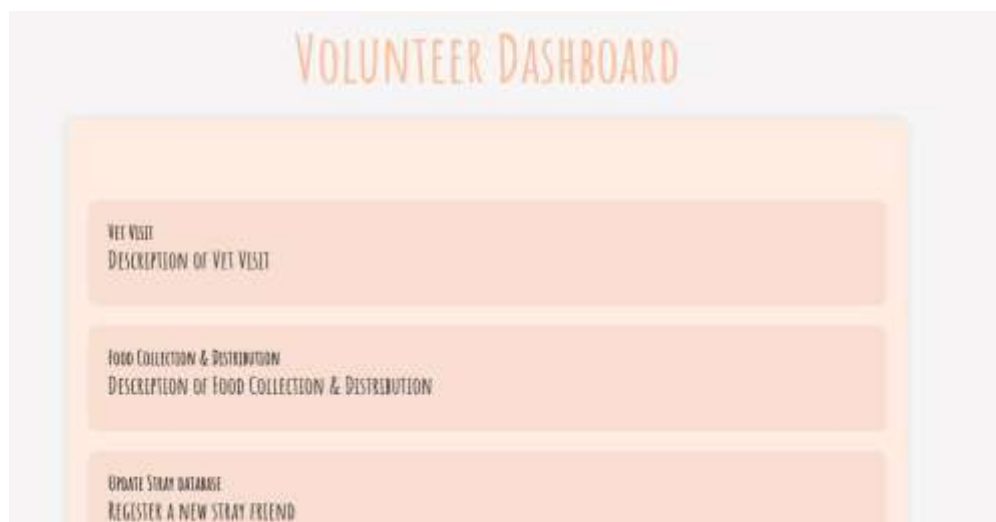 Volunteer Dashboard
Vet Visit
Description of Vet Visit
Food Collection & Distribution
Description of Food Collection & Distribution
Update Stray database
Register a new stray friend